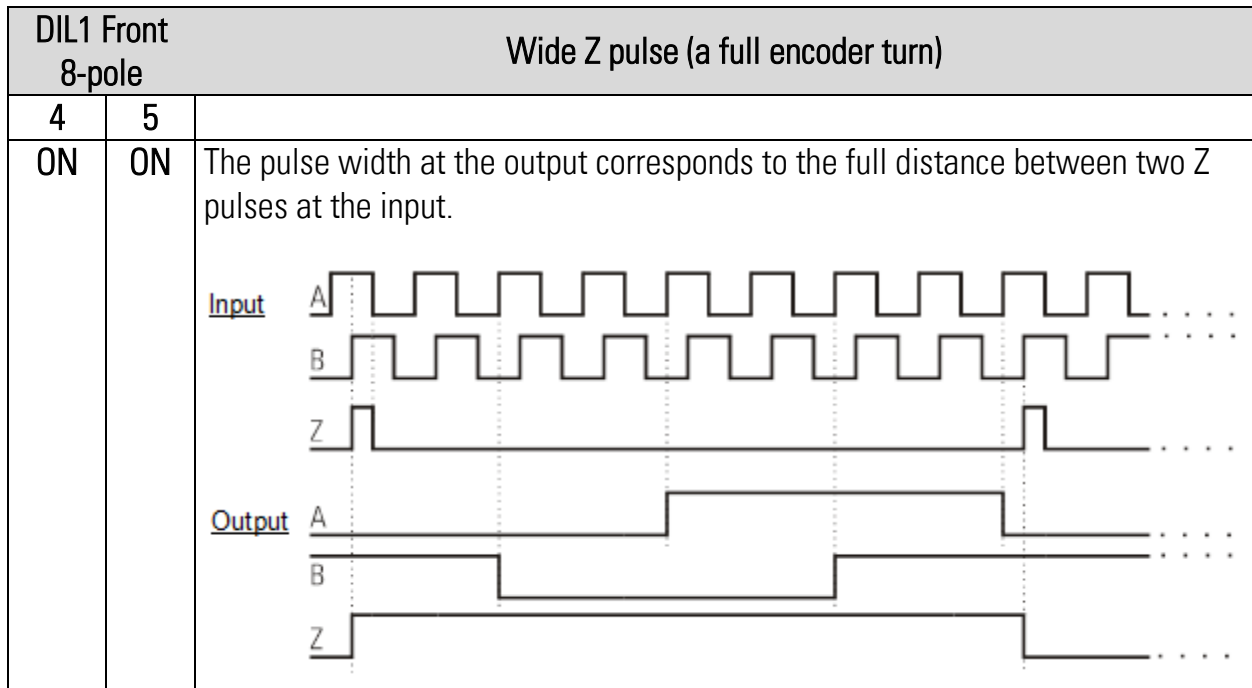 DIL1 Front
8-pole
Wide Z pulse (a full encoder turn)
4 5
ON ON The pulse width at the output corresponds to the full distance between two Z
pulses at the input.
Input A
B
Z
Output A
B
Z